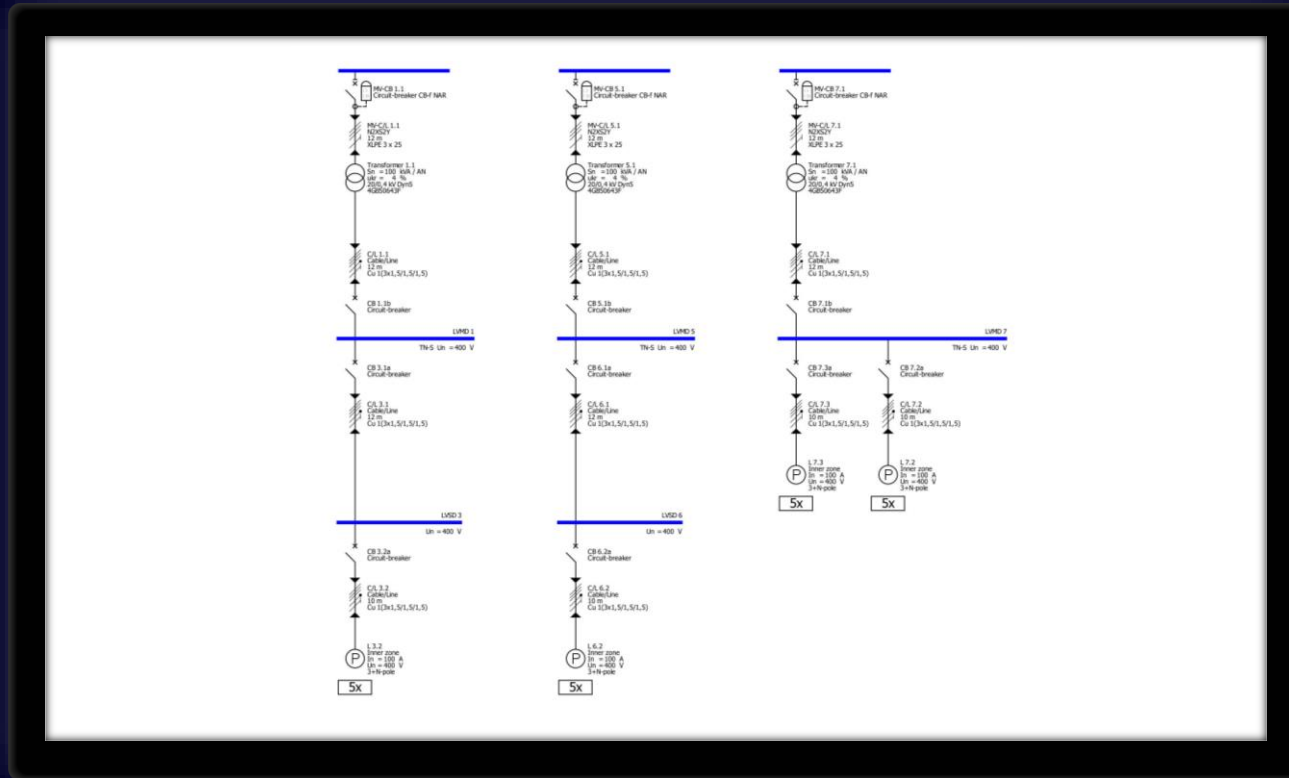 MV-CB 1.1
Circuit-breaker CB-f NAR
MV-C/L 1.1
N2XS2Y
12 m
XLPE 3 x 25
Transformer 1.1
Sn =100 kVA / AN
ukr = 4 %
20/0,4 kV Dyn5
4GB50643F
C/L 1.1
Cable/Line
12 m
Cu 1(3x1,5/1,5/1,5)
CB 1.1b
Circuit-breaker
LVMD 1
TN-S Un =400 V
CB 3.1a
Circuit-breaker
C/L 3.1
Cable/Line
12 m
Cu 1(3x1,5/1,5/1,5)
LVSD 3
Un =400 V
CB 3.2a
Circuit-breaker
C/L 3.2
Cable/Line
10 m
Cu 1(3x1,5/1,5/1,5)
L 3.2
Inner zone
In =100 A
Un =400 V
3+N-pole
5x
MV-CB 5.1
Circuit-breaker CB-f NAR
MV-C/L 5.1
N2XS2Y
12 m
XLPE 3 x 25
Transformer 5.1
Sn =100 kVA / AN
ukr = 4 %
20/0,4 kV Dyn5
4GB50643F
C/L 5.1
Cable/Line
12 m
Cu 1(3x1,5/1,5/1,5)
CB 5.1b
Circuit-breaker
LVMD 5
TN-S Un =400 V
CB 6.1a
Circuit-breaker
C/L 6.1
Cable/Line
12 m
Cu 1(3x1,5/1,5/1,5)
LVSD 6
Un =400 V
CB 6.2a
Circuit-breaker
C/L 6.2
Cable/Line
10 m
Cu 1(3x1,5/1,5/1,5)
L 6.2
Inner zone
In =100 A
Un =400 V
3+N-pole
5x
MV-CB 7.1
Circuit-breaker CB-f NAR
MV-C/L 7.1
N2XS2Y
12 m
XLPE 3 x 25
Transformer 7.1
Sn =100 kVA / AN
ukr = 4 %
20/0,4 kV Dyn5
4GB50643F
C/L 7.1
Cable/Line
12 m
Cu 1(3x1,5/1,5/1,5)
CB 7.1b
Circuit-breaker
LVMD 7
TN-S Un =400 V
CB 7.3a
Circuit-breaker
C/L 7.3
Cable/Line
10 m
Cu 1(3x1,5/1,5/1,5)
P
L 7.3
Inner zone
In =100 A
Un =400 V
3+N-pole
5x
CB 7.2a
Circuit-breaker
C/L 7.2
Cable/Line
10 m
Cu 1(3x1,5/1,5/1,5)
P
L 7.2
Inner zone
In =100 A
Un =400 V
3+N-pole
5x
P
P